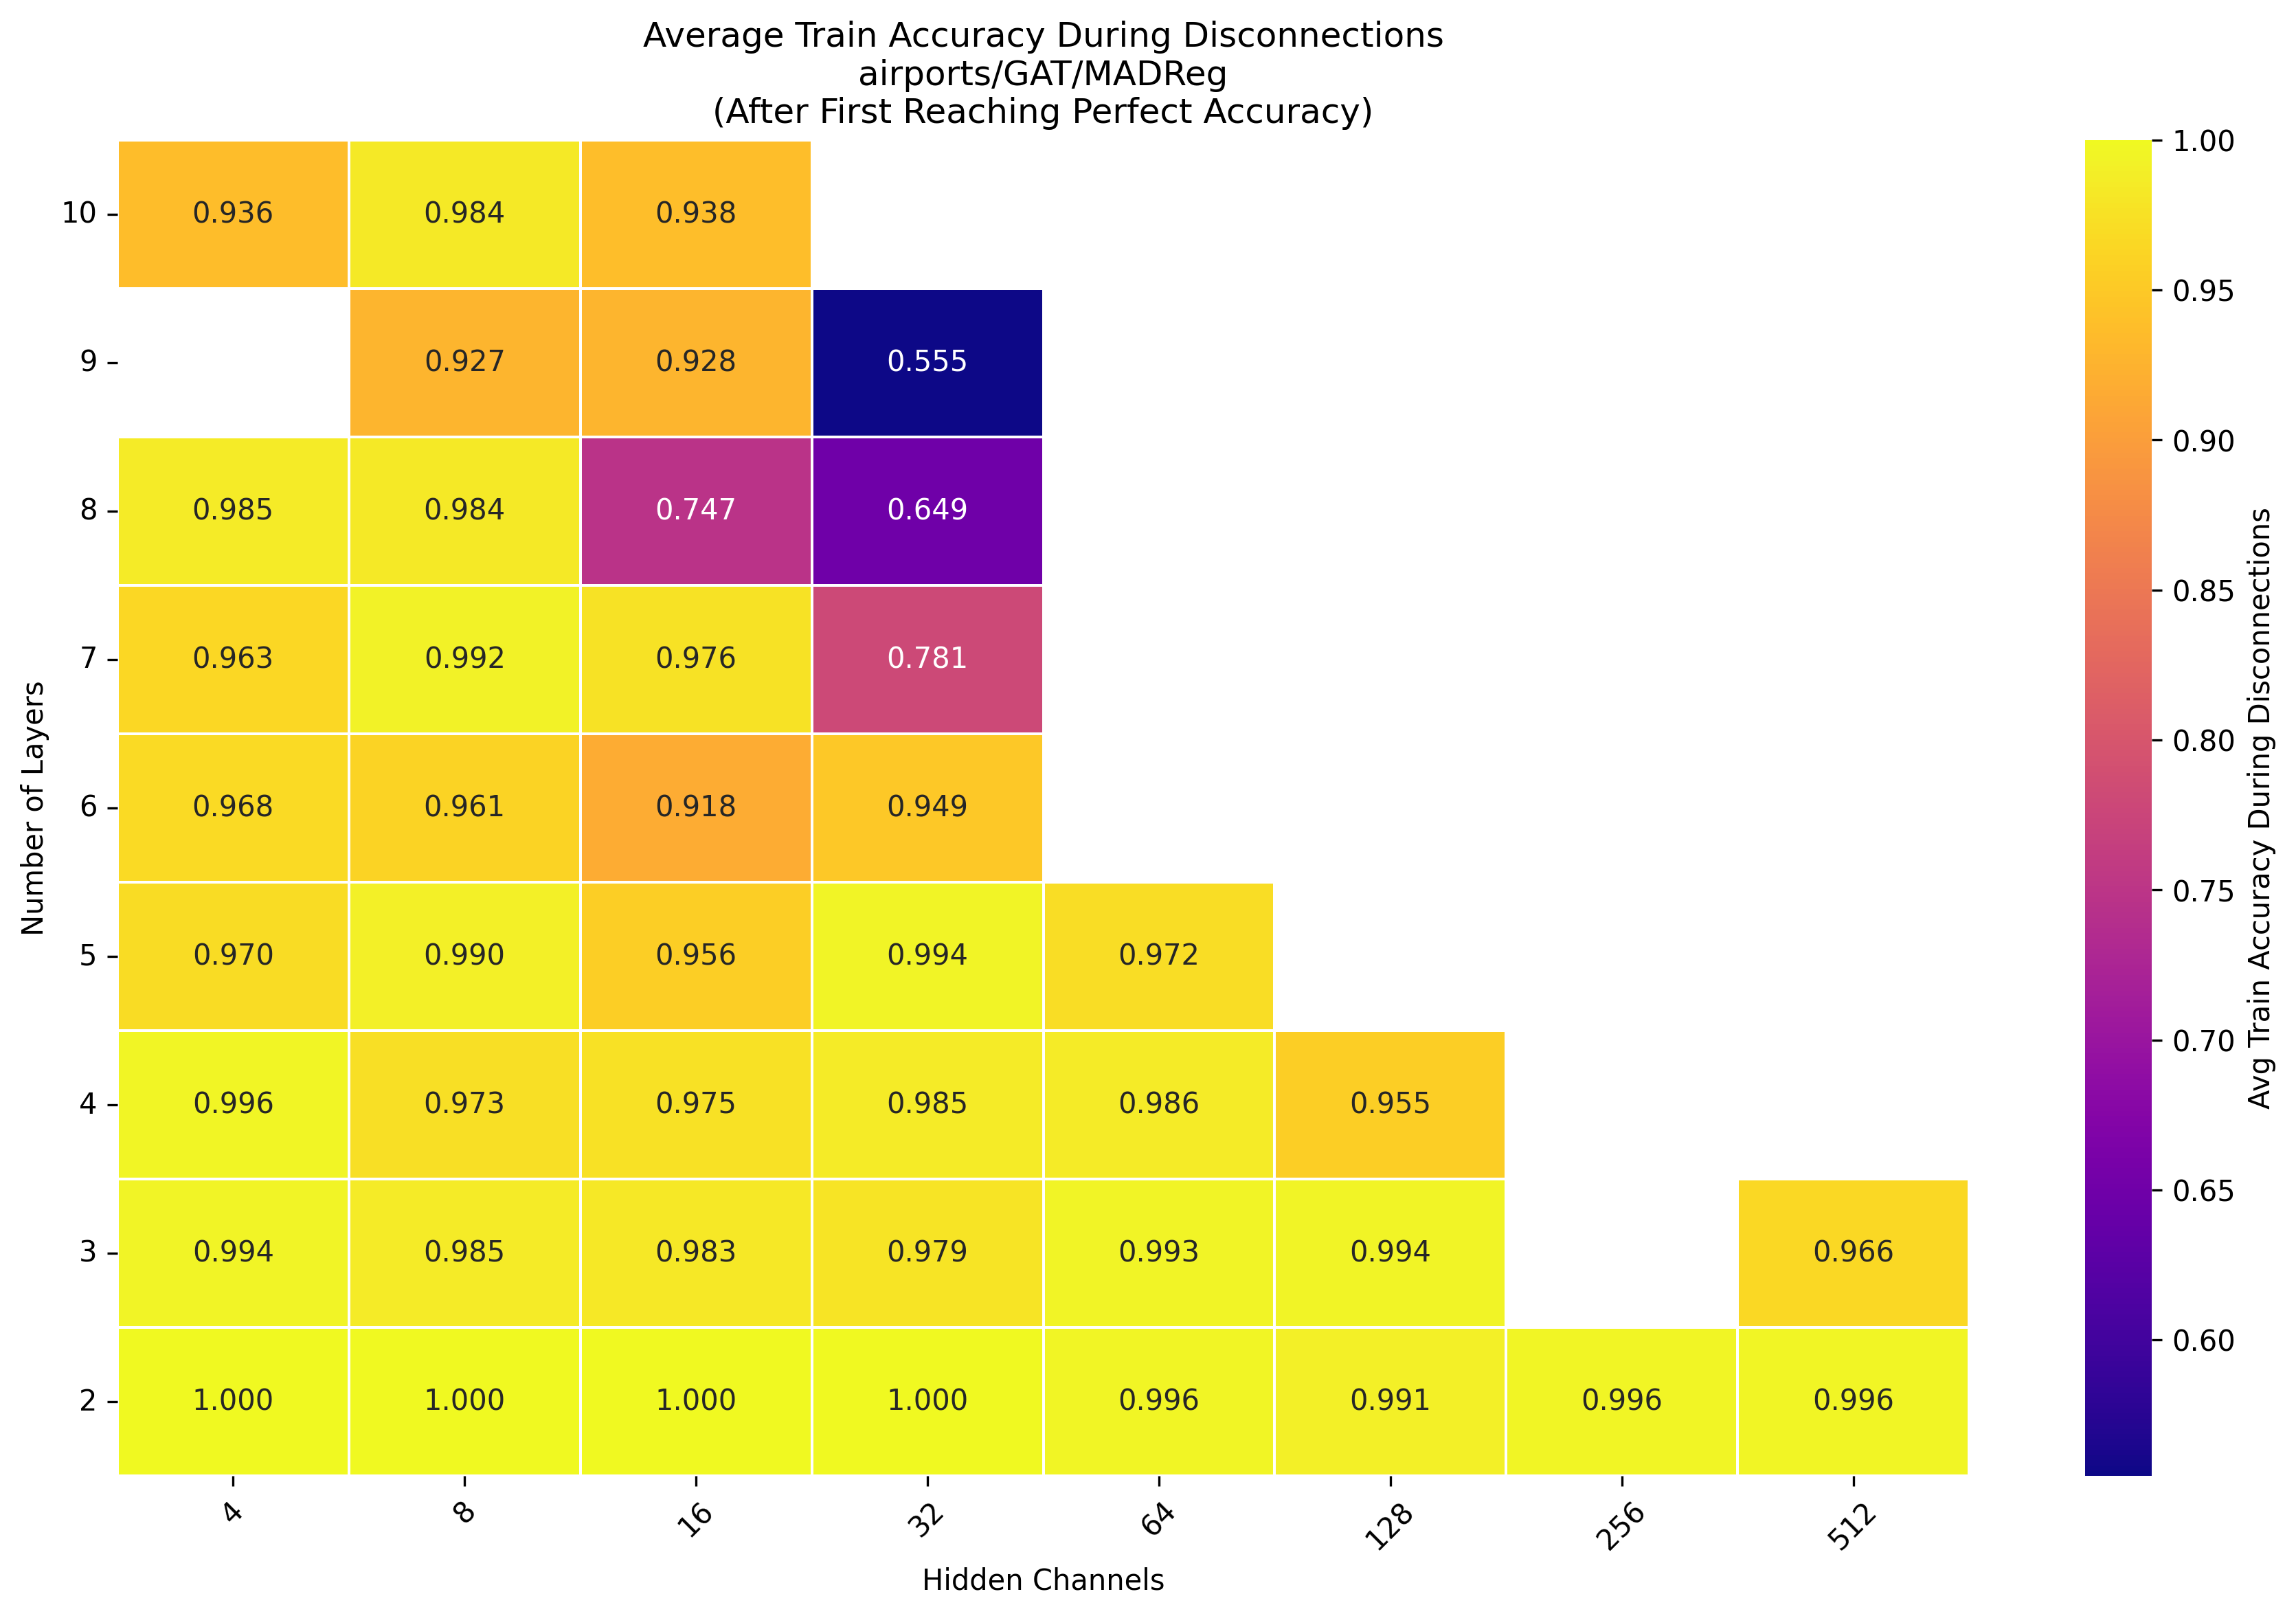 Average Train Accuracy During Disconnections
airports/GAT/MADReg
(After First Reaching Perfect Accuracy)
10 0.936 0.984 0.938
9 0.927 0.928 0.555
8 0.985 0.984 0.747 0.649
7 0.963 0.992 0.976 0.781
6 0.968 0.961 0.918 0.949
5 0.970 0.990 0.956 0.994 0.972
4 0.996 0.973 0.975 0.985 0.986 0.955
3 0.994 0.985 0.983 0.979 0.993 0.994 0.966
2 1.000 1.000 1.000 1.000 0.996 0.991 0.996 0.996
4 8 16 32 64 128 256 512
Hidden Channels
Number of Layers
1.00
0.95
0.90
0.85
0.80
0.75
0.70
0.65
0.60
Avg Train Accuracy During Disconnections